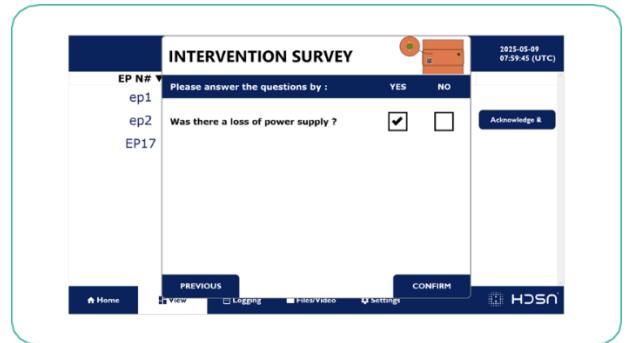 INTERVENTION SURVEY
2025-05-09
07:59:45 (UTC)
EP N# ▼
Please answer the questions by :
YES
NO
ep1
ep2
Was there a loss of power supply ?
Acknowledge &
EP17
PREVIOUS
CONFIRM
Home
View
Logging
Files/Video
Settings
HDSN